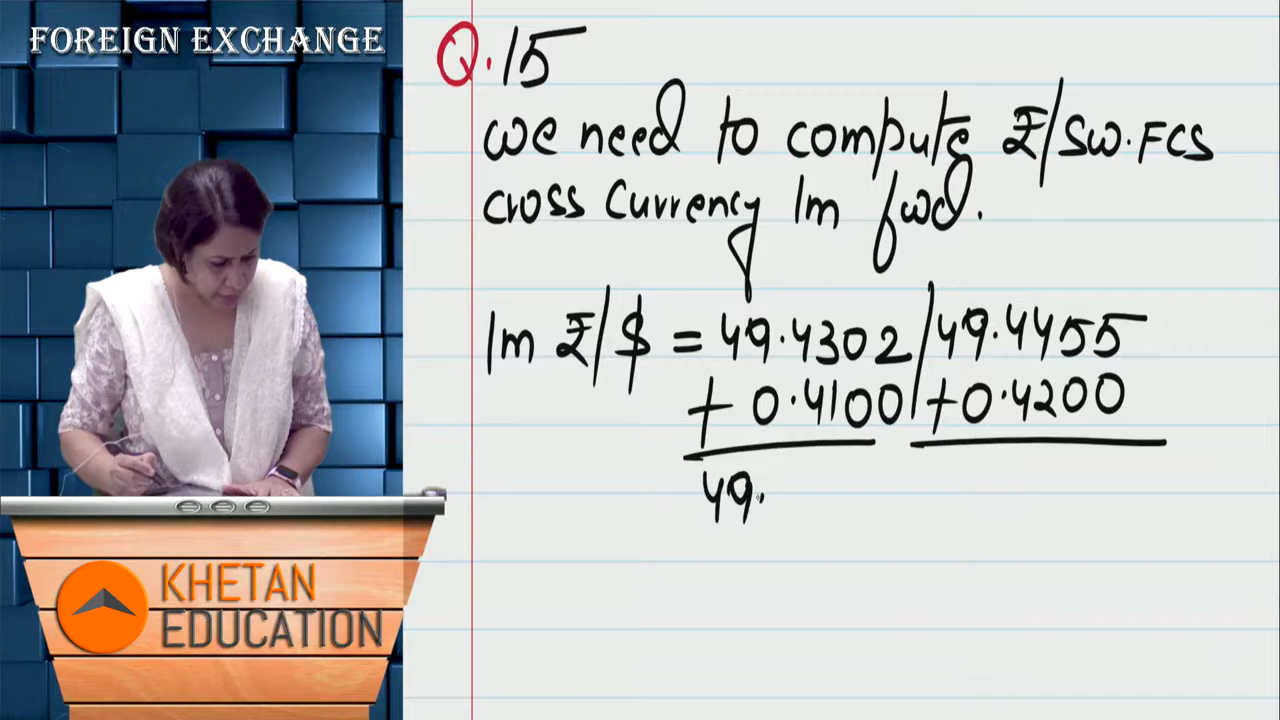 FOREIGN EXCHANGE
Q.15
we need to compute ₹/SW.FCS
cross currency 1m fwd.
1m ₹/$ = 49.4302/49.4455
+ 0.4100 +0.4200
49.
KHETAN
EDUCATION